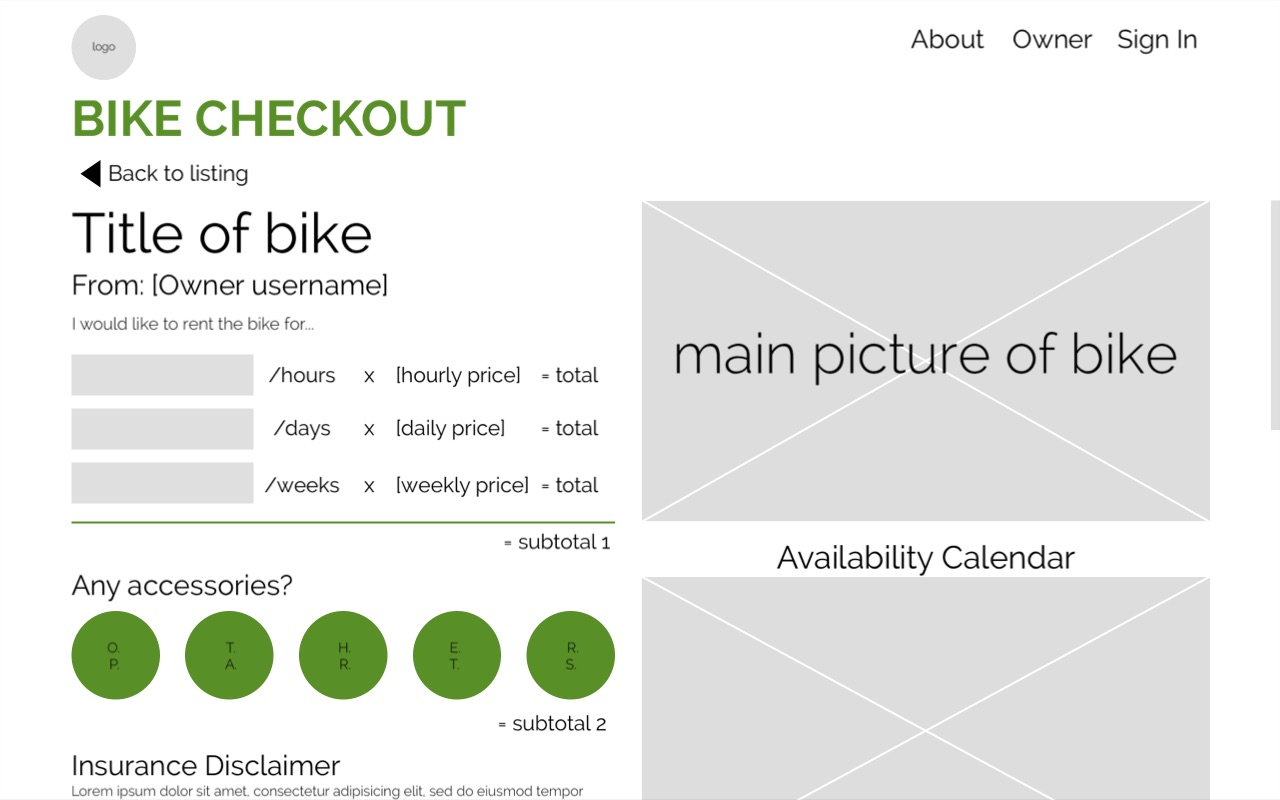 logo
About Owner Sign In
BIKE CHECKOUT
Back to listing
Title of bike
From: [Owner username]
I would like to rent the bike for...
/hours x [hourly price] = total
/days x [daily price] = total
/weeks x [weekly price] = total
= subtotal 1
Any accessories?
O. T. H. E. R.
P. A. R. T. S.
= subtotal 2
Insurance Disclaimer
Lorem ipsum dolor sit amet, consectetur adipisicing elit, sed do eiusmod tempor
main picture of bike
Availability Calendar